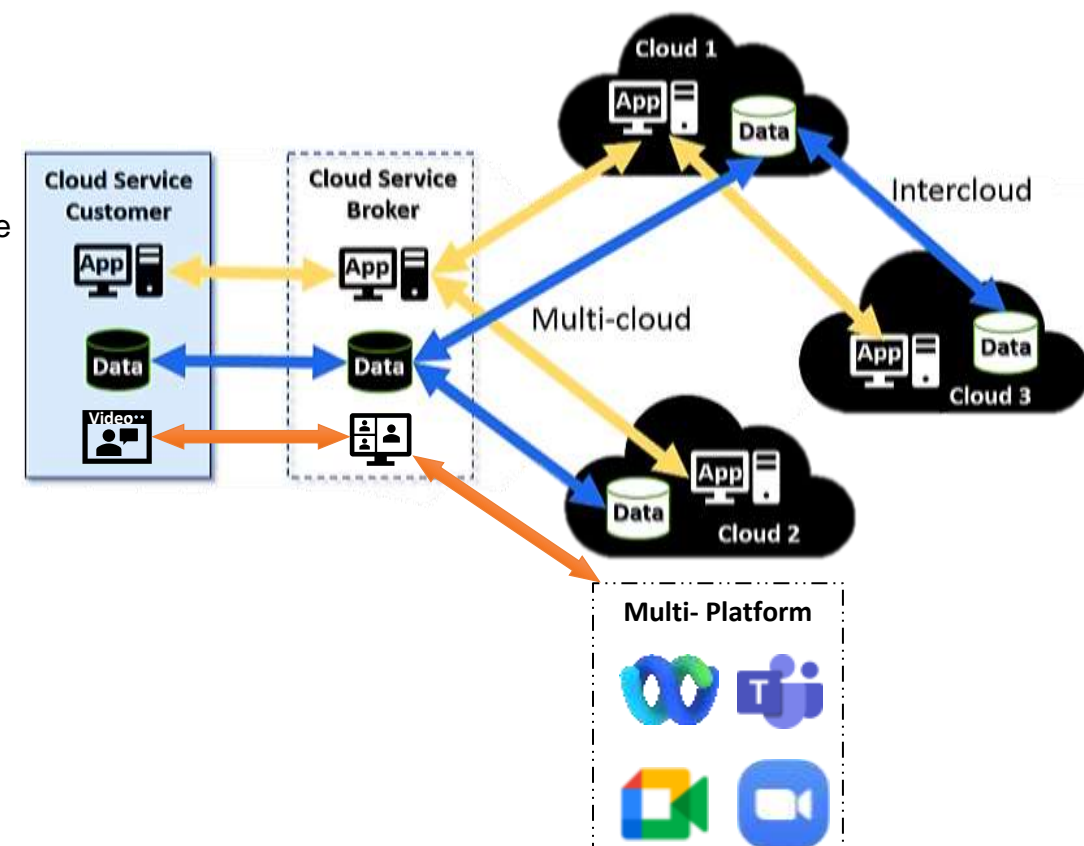 e
Cloud Service
Customer
App
Data
Video··
Cloud Service
Broker
App
Data
Multi-cloud
Cloud 1
App
Data
Intercloud
App
Data
Cloud 3
App
Data
Cloud 2
Multi- Platform
T